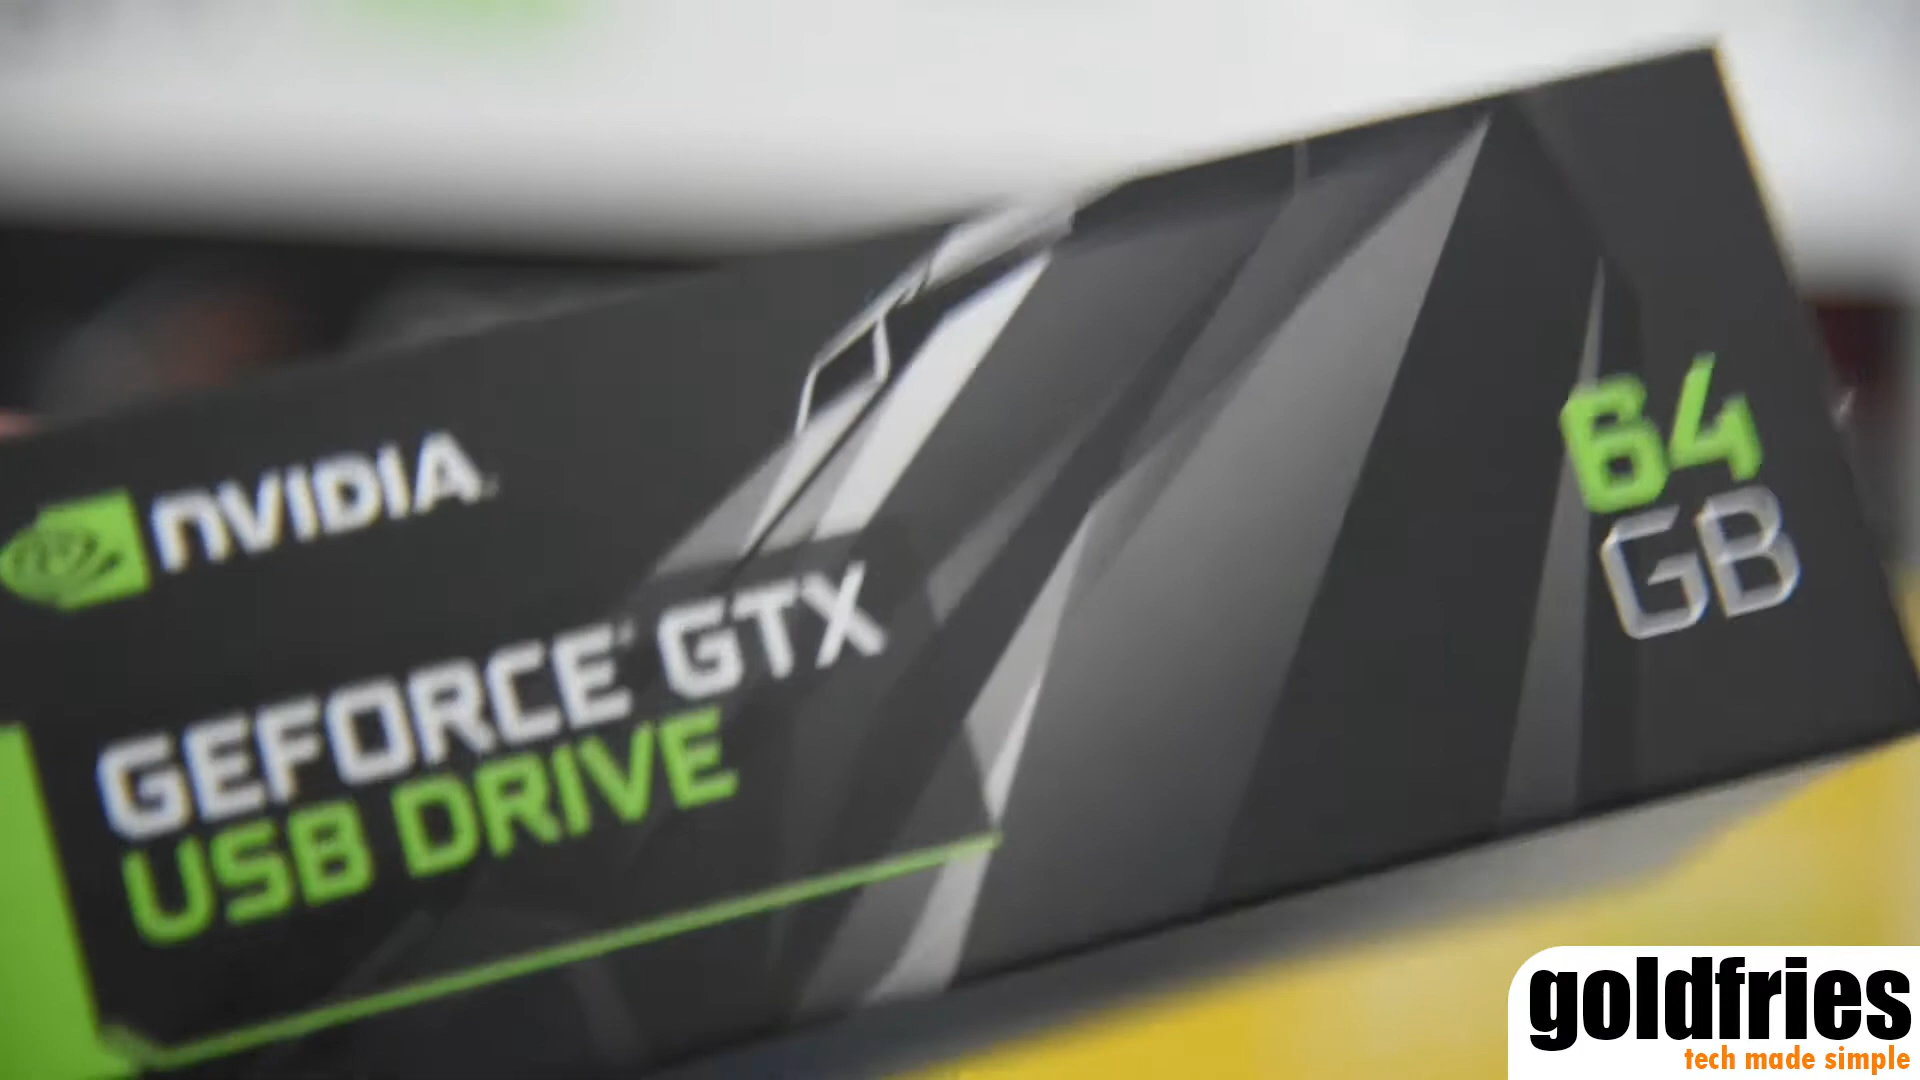 NVIDIA
GEFORCE GTX
USB DRIVE
64
GB
goldfries
tech made simple